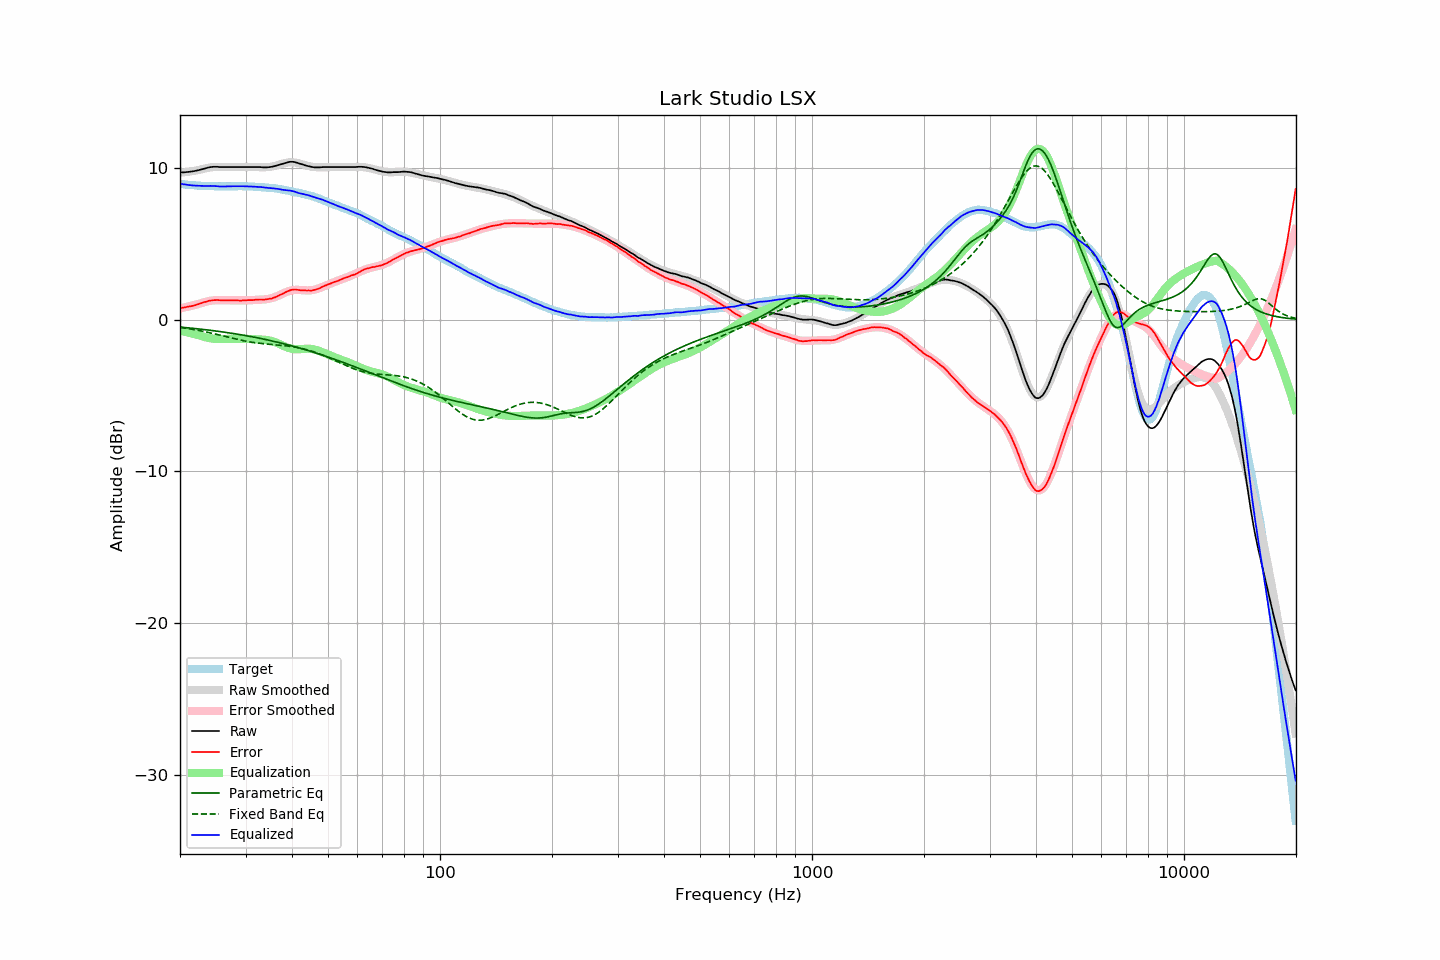 Lark Studio LSX
10
0
−10
−20
−30
Amplitude (dBr)
Target
Raw Smoothed
Error Smoothed
Raw
Error
Equalization
Parametric Eq
Fixed Band Eq
Equalized
100
1000
10000
Frequency (Hz)